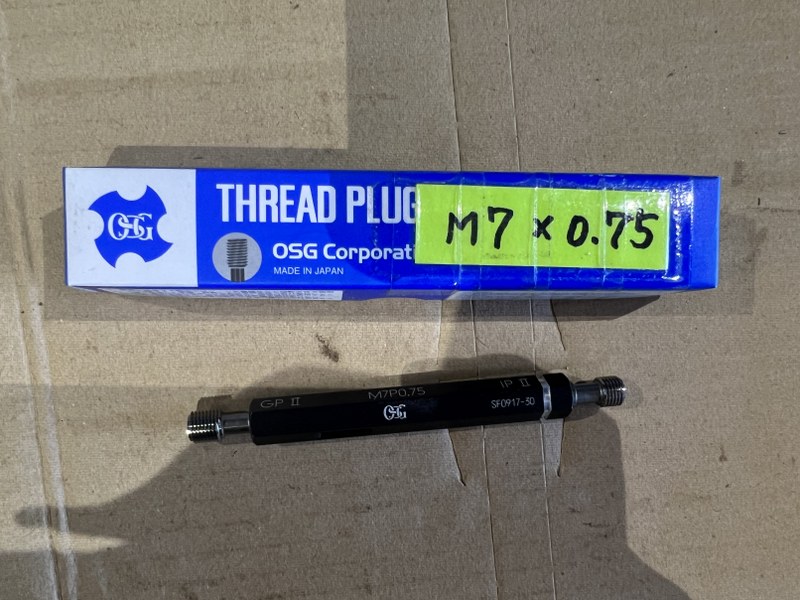 OSG
THREAD PLUG
M7 × 0.75
OSG Corporati
MADE IN JAPAN
GP II
M7P0.75
IP II
OSG
SF0917-30